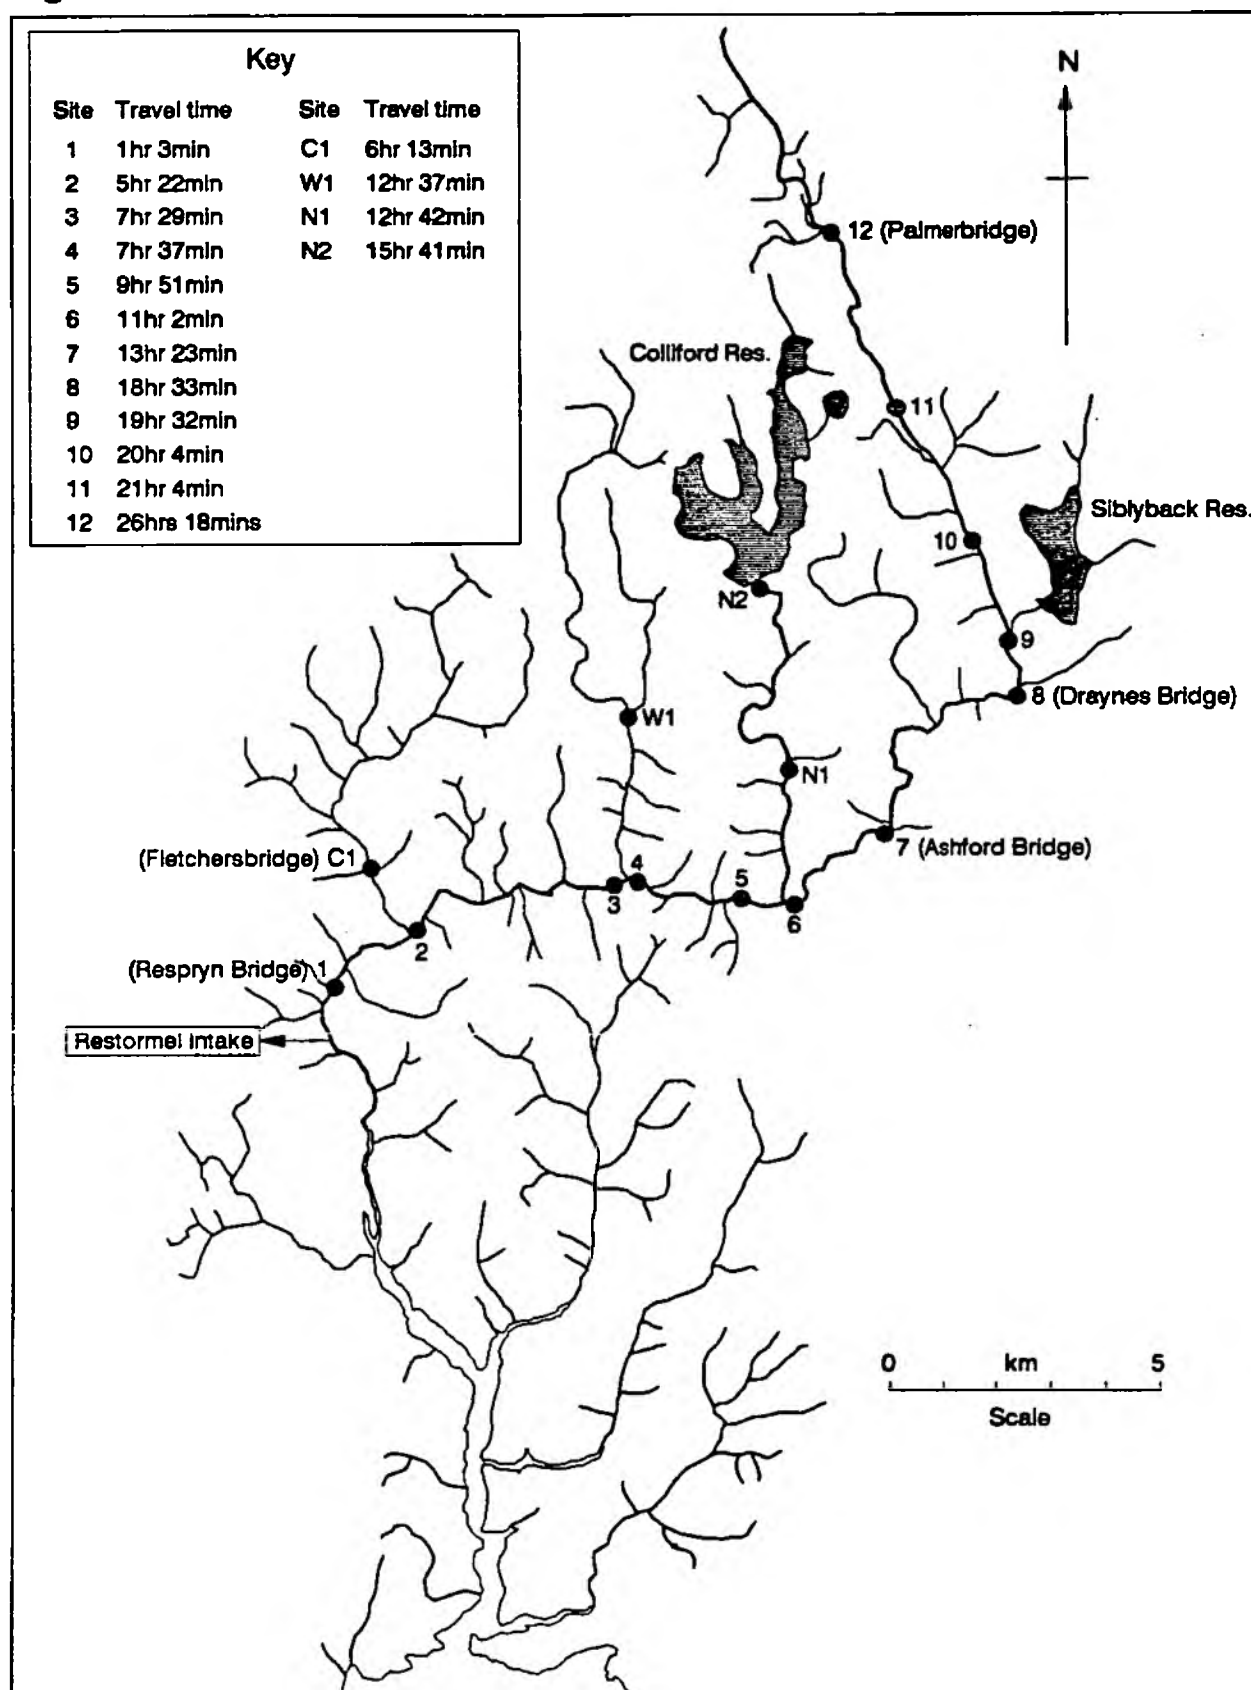 Key
Site Travel time Site Travel time
1 1hr 3min C1 6hr 13min
2 5hr 22min W1 12hr 37min
3 7hr 29min N1 12hr 42min
4 7hr 37min N2 15hr 41min
5 9hr 51min
6 11hr 2min
7 13hr 23min
8 18hr 33min
9 19hr 32min
10 20hr 4min
11 21hr 4min
12 26hrs 18mins
N
12 (Palmerbridge)
Colliford Res.
11
Siblyback Res.
10
N2
9
8 (Draynes Bridge)
W1
N1
7 (Ashford Bridge)
(Fletchersbridge) C1
4
3
5
6
2
(Respryn Bridge) 1
Restormel Intake
0 km 5
Scale